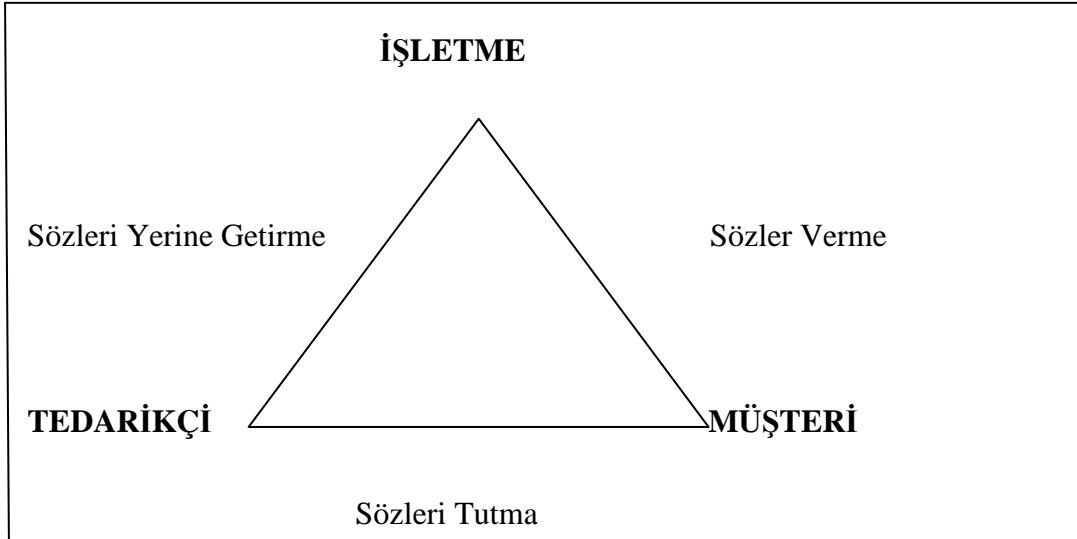 İŞLETME
Sözleri Yerine Getirme
Sözler Verme
TEDARİKÇİ
MÜŞTERİ
Sözleri Tutma